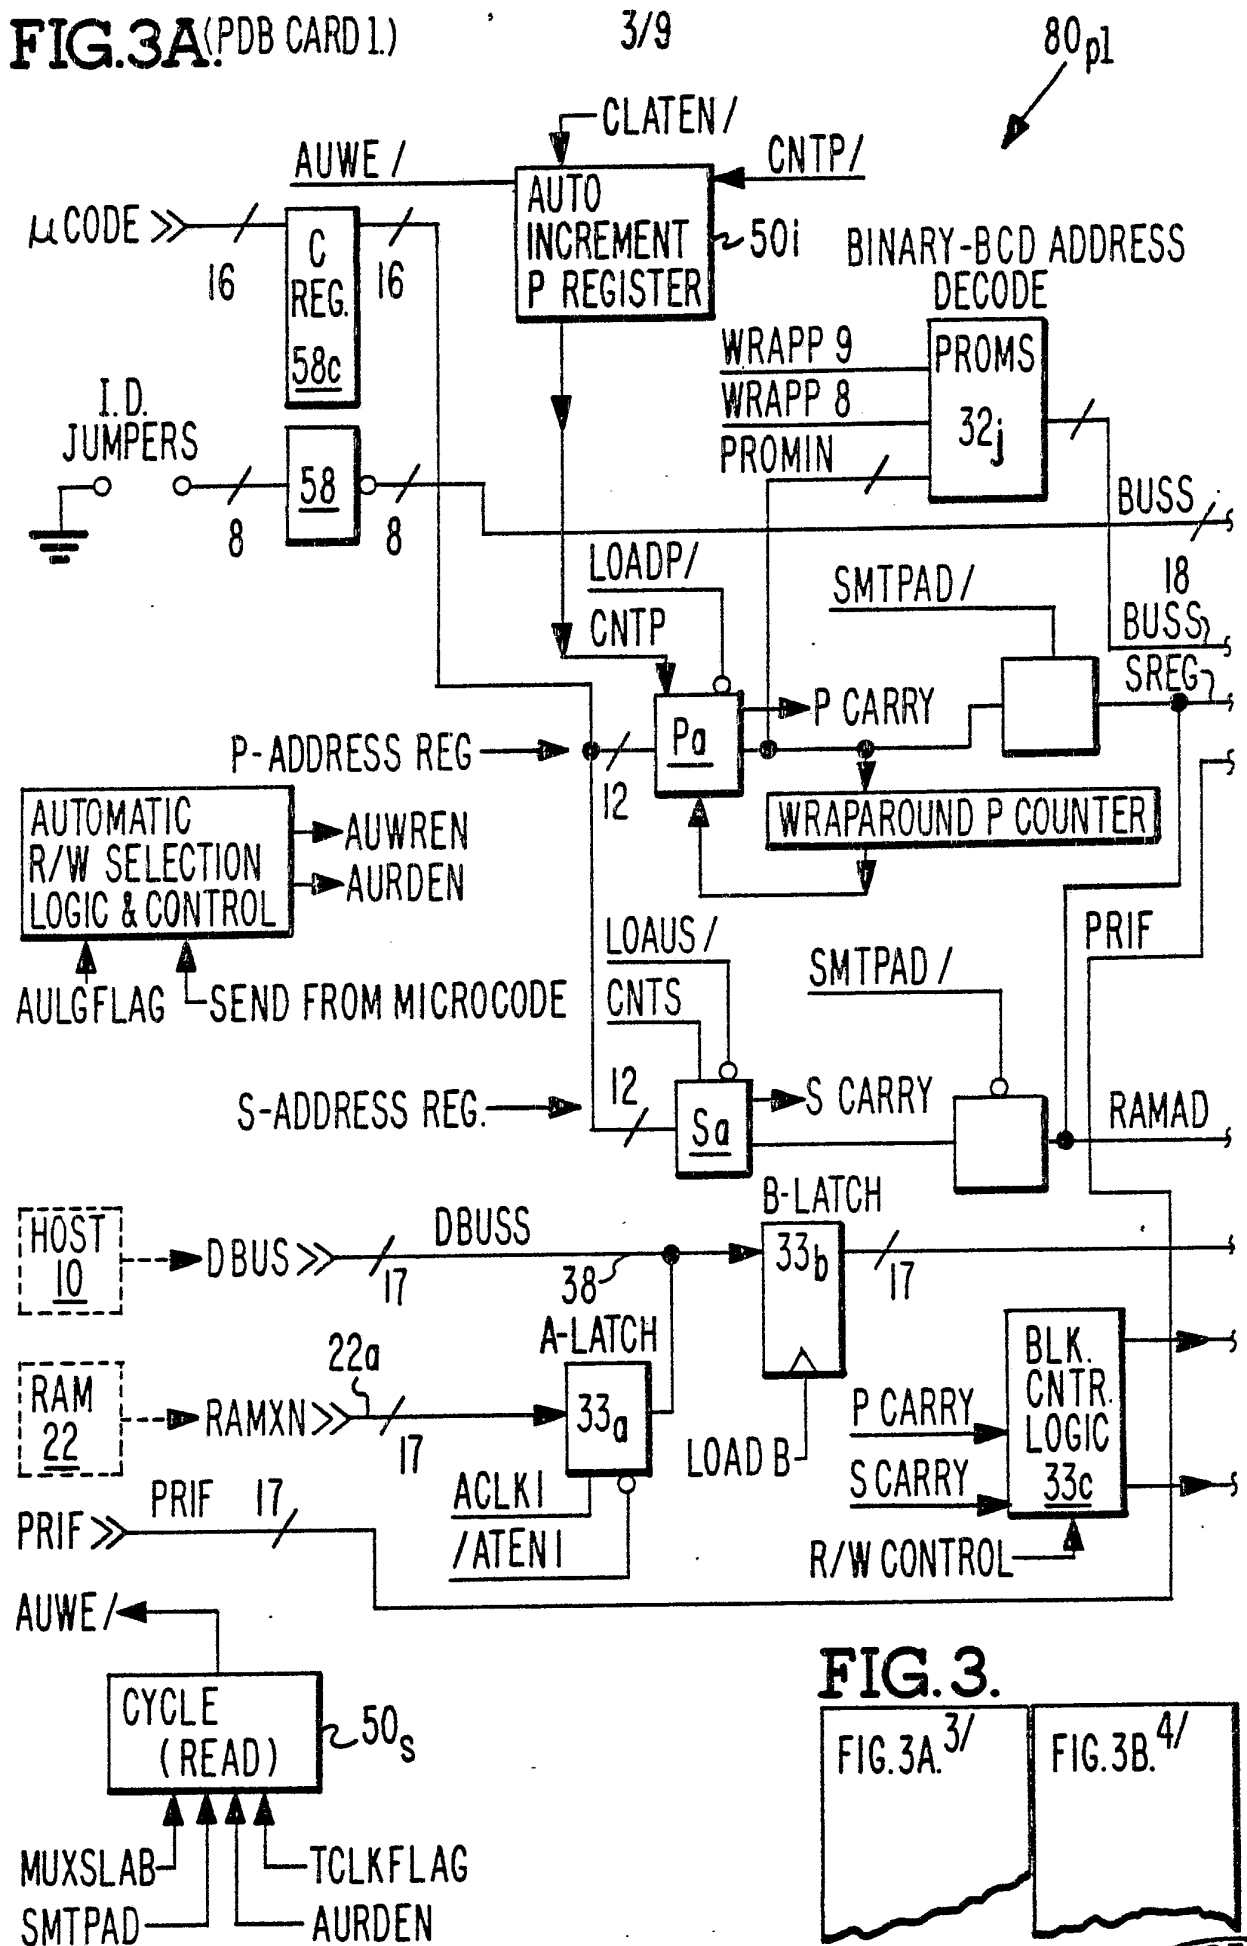 FIG.3A.(PDB CARD 1.)
3/9
80p1
CLATEN/
AUWE/
CNTP/
AUTO
INCREMENT
P REGISTER
50i
μCODE
16
C
REG.
58c
16
BINARY-BCD ADDRESS
DECODE
WRAPP 9
WRAPP 8
PROMIN
PROMS
32j
I.D.
JUMPERS
8
58
8
BUSS
18
BUSS
SREG
LOADP/
CNTP
SMTPAD/
P-ADDRESS REG
12
Pa
P CARRY
WRAPAROUND P COUNTER
AUTOMATIC
R/W SELECTION
LOGIC & CONTROL
AUWREN
AURDEN
AULGFLAG
SEND FROM MICROCODE
LOAUS/
CNTS
SMTPAD/
PRIF
S-ADDRESS REG.
12
Sa
S CARRY
RAMAD
HOST
10
DBUS
17
DBUSS
38
B-LATCH
33b
17
LOAD B
RAM
22
RAMXN
22a
17
A-LATCH
33a
ACLK1
/ATEN1
BLK.
CNTR.
LOGIC
33c
P CARRY
S CARRY
R/W CONTROL
PRIF
PRIF
17
AUWE/
CYCLE
(READ)
50s
MUXSLAB
SMTPAD
TCLKFLAG
AURDEN
FIG.3.
FIG.3A.3/
FIG.3B.4/